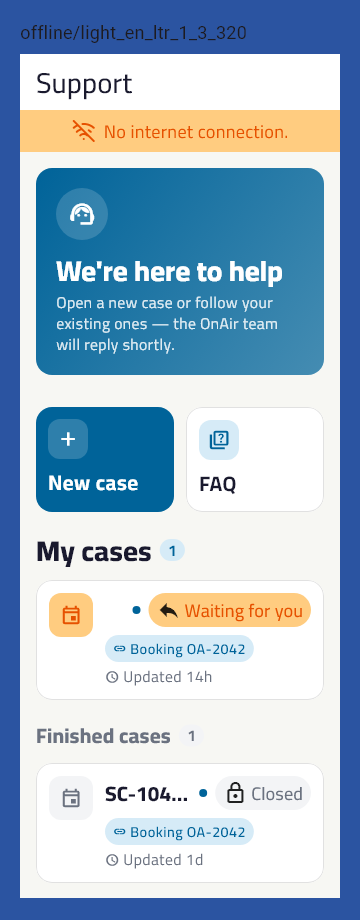 offline/light_en_ltr_1_3_320
Support
No internet connection.
We're here to help
Open a new case or follow your
existing ones — the OnAir team
will reply shortly.
New case
FAQ
My cases 1
Waiting for you
Booking OA-2042
Updated 14h
Finished cases 1
SC-104... Closed
Booking OA-2042
Updated 1d